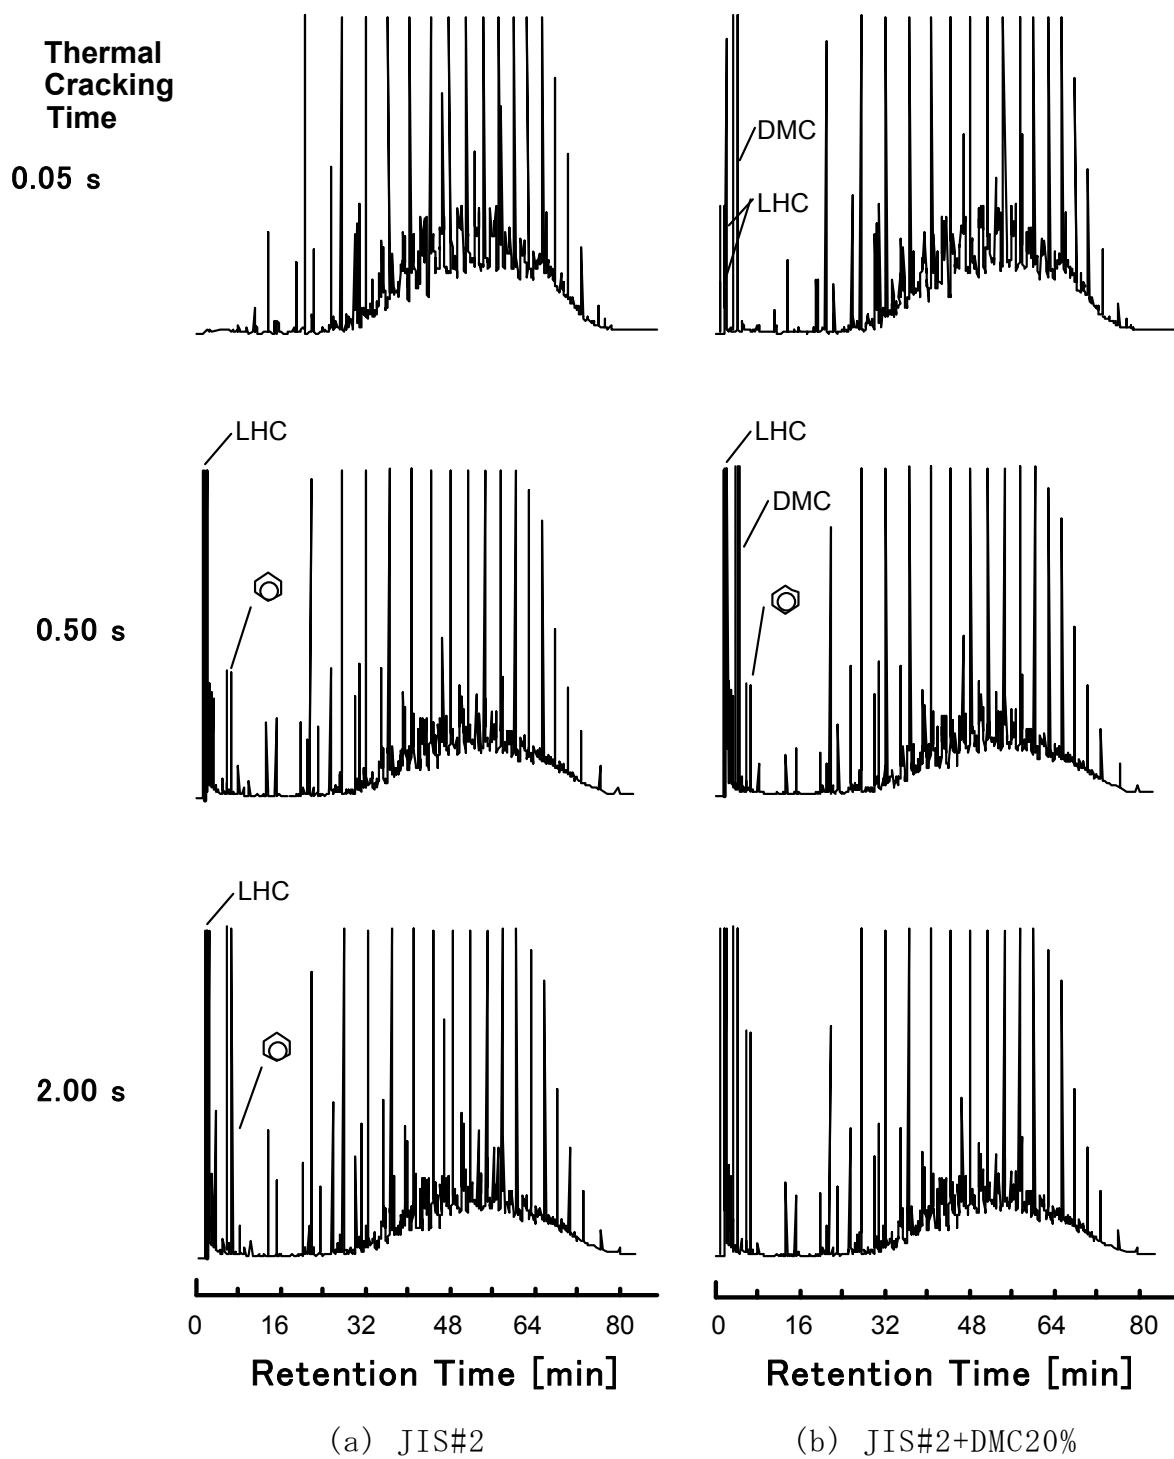 Thermal
Cracking
Time
0.05 s
DMC
LHC
LHC
LHC
DMC
0.50 s
LHC
2.00 s
0 16 32 48 64 80
0 16 32 48 64 80
Retention Time [min]
Retention Time [min]
(a) JIS#2
(b) JIS#2+DMC20%